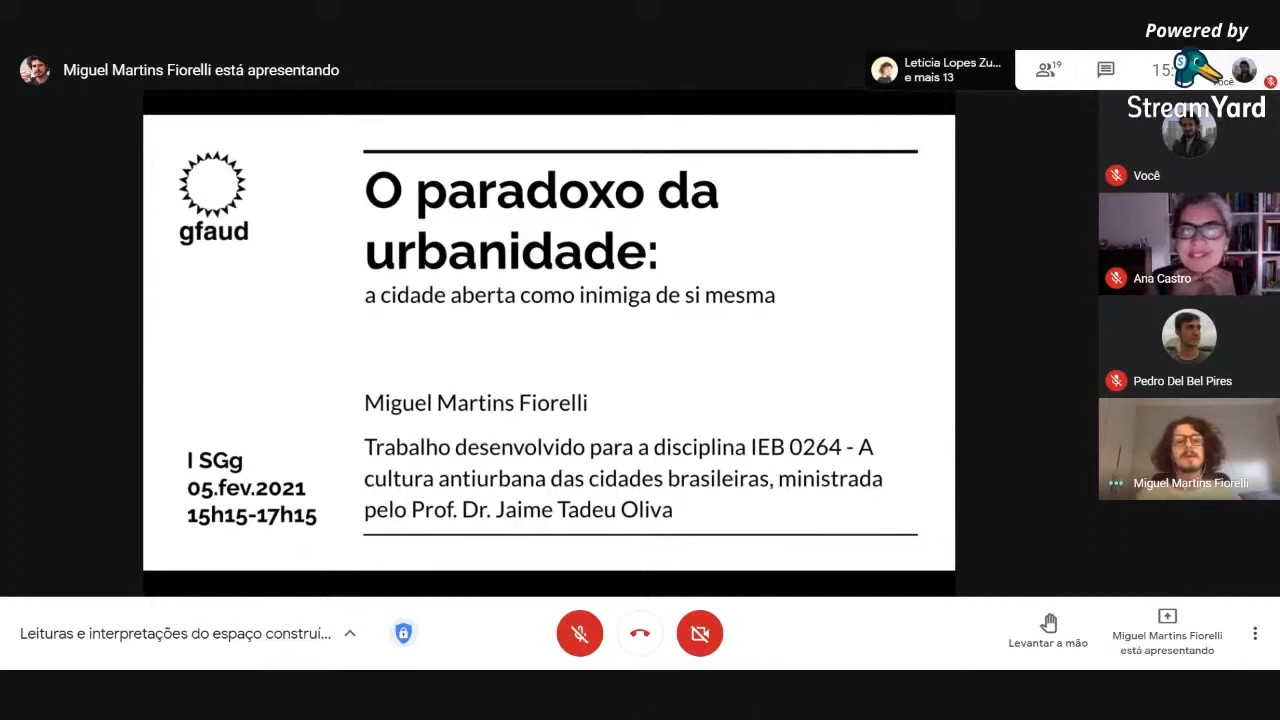 Powered by
StreamYard
Miguel Martins Fiorelli está apresentando
Leticia Lopes Zu...
e mais 13
19
15:
Você
gfaud
O paradoxo da
urbanidade:
a cidade aberta como inimiga de si mesma
Miguel Martins Fiorelli
Trabalho desenvolvido para a disciplina IEB 0264 - A
cultura antiurbana das cidades brasileiras, ministrada
pelo Prof. Dr. Jaime Tadeu Oliva
I SGg
05.fev.2021
15h15-17h15
Você
Ana Castro
Pedro Del Bel Pires
Miguel Martins Fiorelli
Leituras e interpretações do espaço construí...
Levantar a mão
Miguel Martins Fiorelli
está apresentando